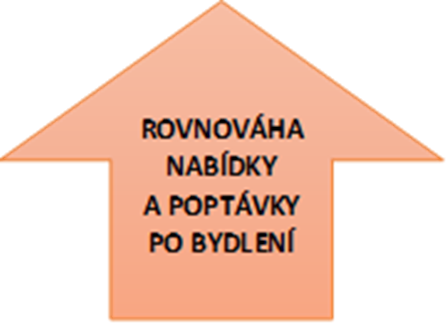 ROVNOVÁHA
NABÍDKY
A POPTÁVKY
PO BYDLENÍ